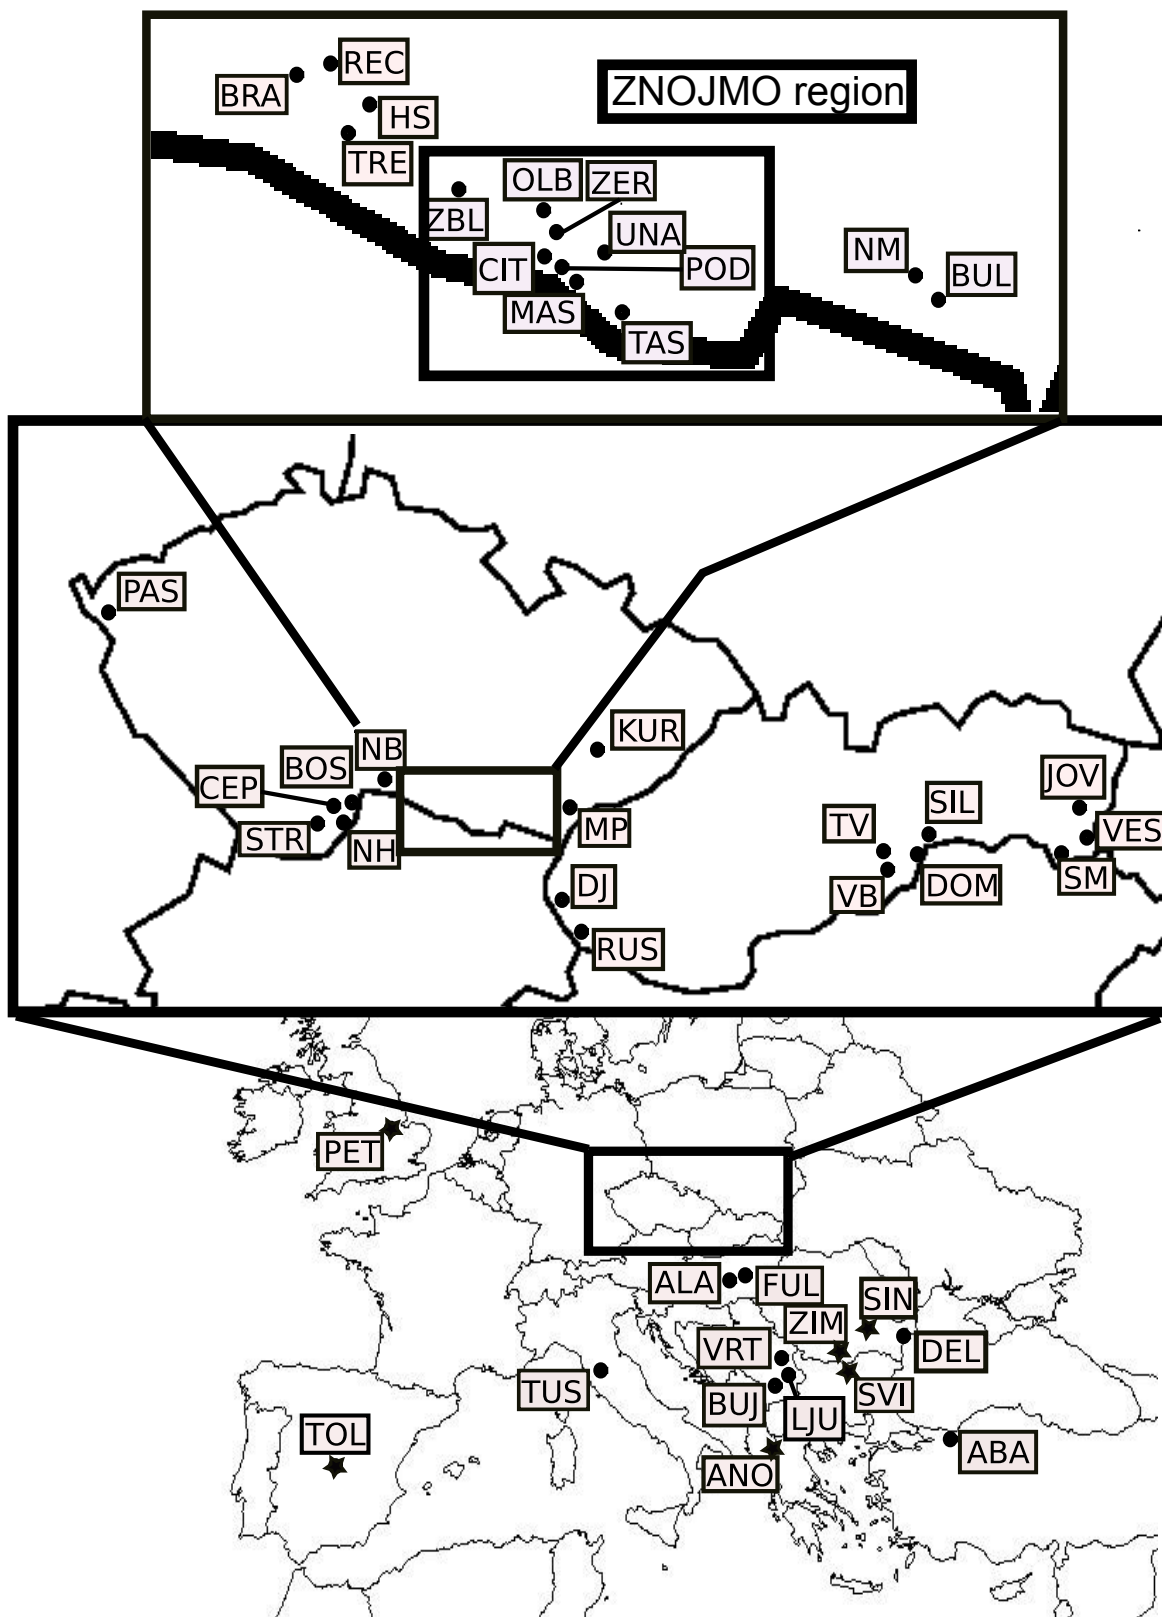 REC
BRA
ZNOJMO region
HS
TRE
OLB
ZER
ZBL
UNA
NM
CIT
POD
BUL
MAS
TAS
PAS
KUR
NB
BOS
CEP
JOV
SIL
TV
MP
VES
STR
NH
SM
DJ
DOM
VB
RUS
PET
ALA
FUL
SIN
ZIM
VRT
DEL
TUS
SVI
BUJ
LJU
TOL
ABA
ANO